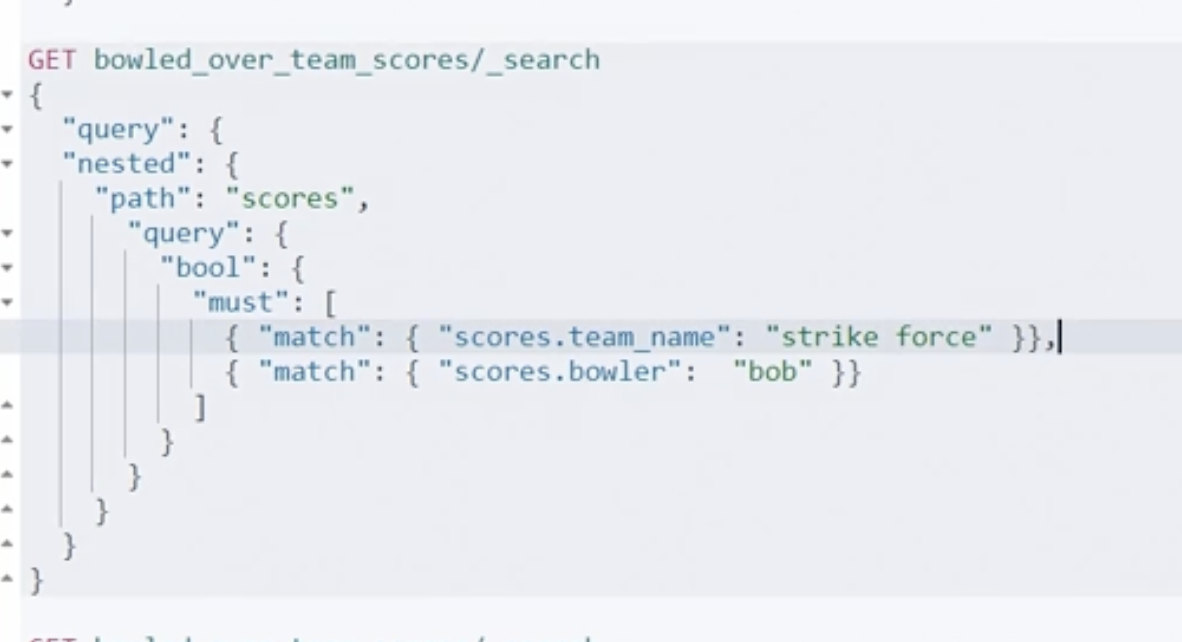 GET bowled_over_team_scores/_search
{
  "query": {
  "nested": {
    "path": "scores",
      "query": {
        "bool": {
          "must": [
            { "match": { "scores.team_name": "strike force" }},
            { "match": { "scores.bowler":  "bob" }}
          ]
        }
      }
    }
  }
}